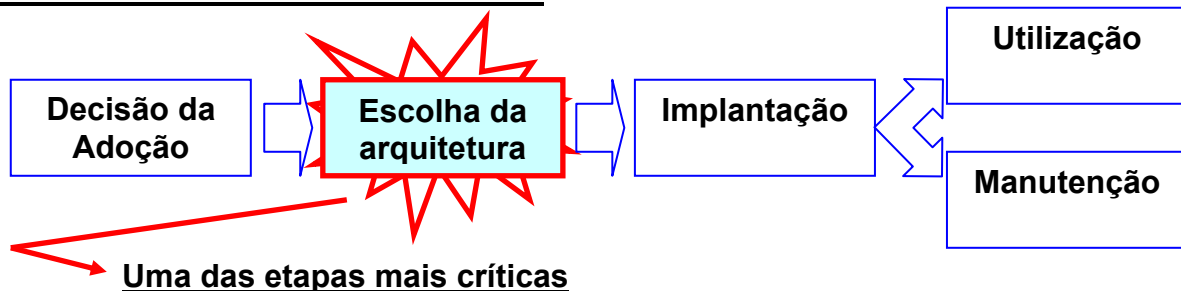 Decisão da
Adoção
Escolha da
arquitetura
Implantação
Utilização
Manutenção
Uma das etapas mais críticas